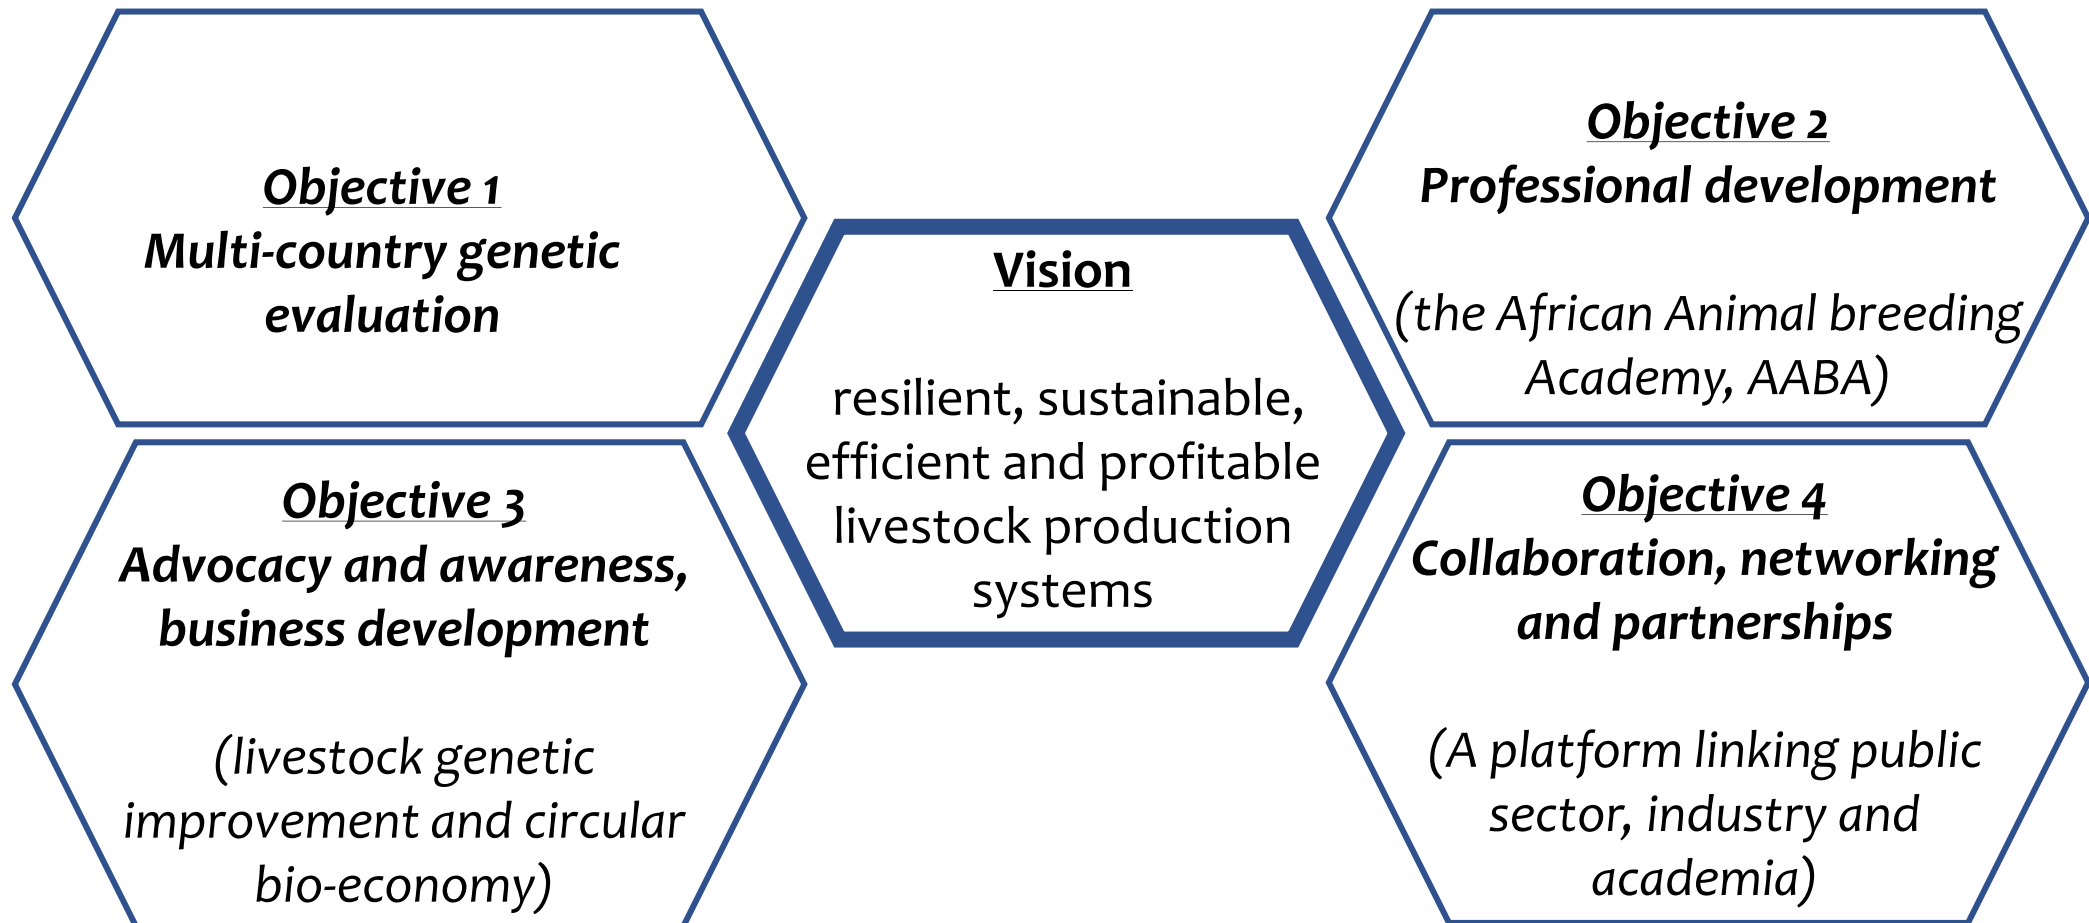 Objective 1
Multi-country genetic
evaluation
Objective 2
Professional development
(the African Animal breeding
Academy, AABA)
Vision
resilient, sustainable,
efficient and profitable
livestock production
systems
Objective 3
Advocacy and awareness,
business development
(livestock genetic
improvement and circular
bio-economy)
Objective 4
Collaboration, networking
and partnerships
(A platform linking public
sector, industry and
academia)